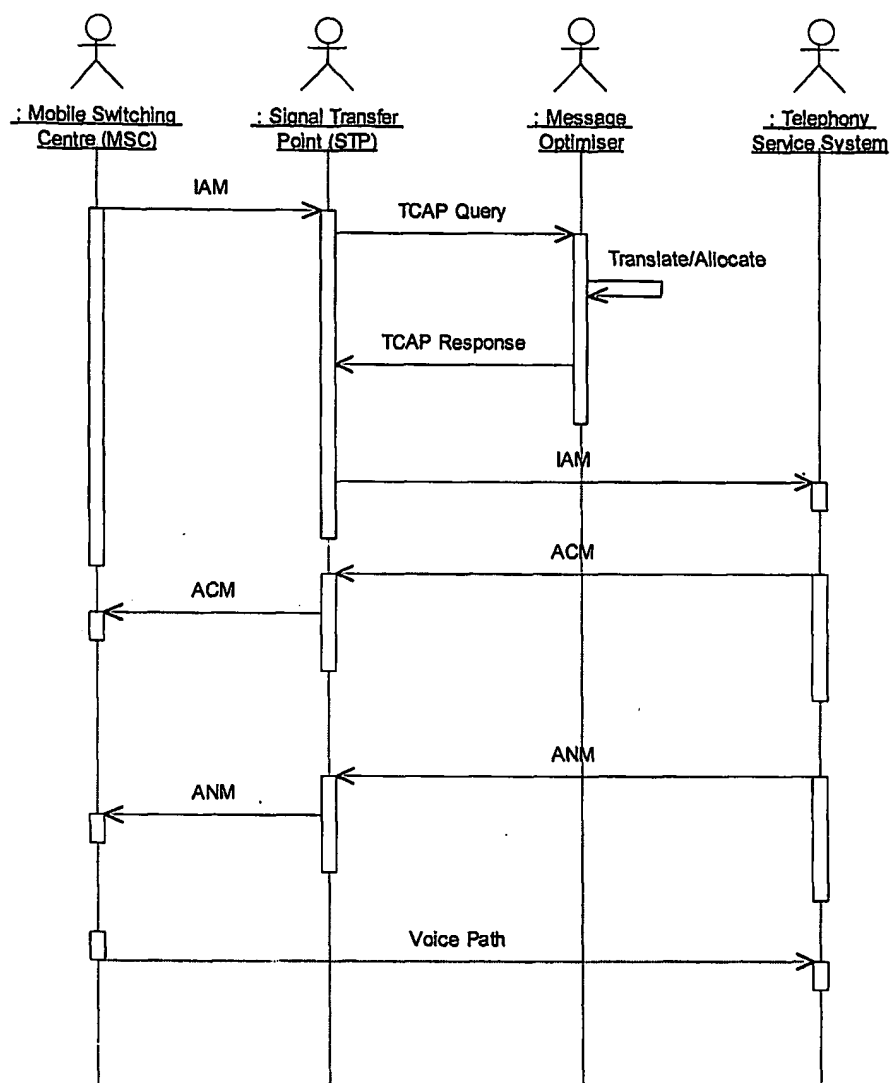 : Mobile Switching
Centre (MSC)
: Signal Transfer
Point (STP)
: Message
Optimiser
: Telephony
Service System
IAM
TCAP Query
Translate/Allocate
TCAP Response
IAM
ACM
ACM
ANM
ANM
Voice Path